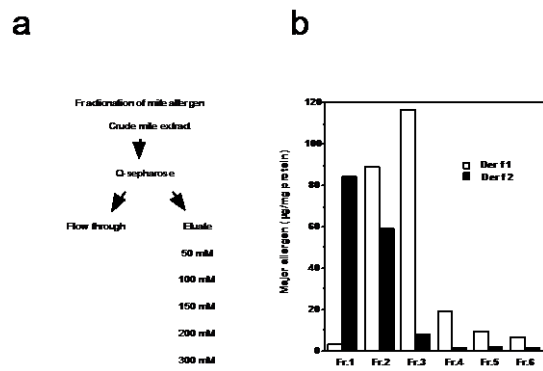 a
Fractionation of mite allergen
Crude mite extract
Q-sepharose
Flow through
Eluate
50 mM
100 mM
150 mM
200 mM
300 mM
b
Major allergen (µg/mg protein)
120
100
80
60
40
20
0
Der f 1
Der f 2
Fr.1 Fr.2 Fr.3 Fr.4 Fr.5 Fr.6